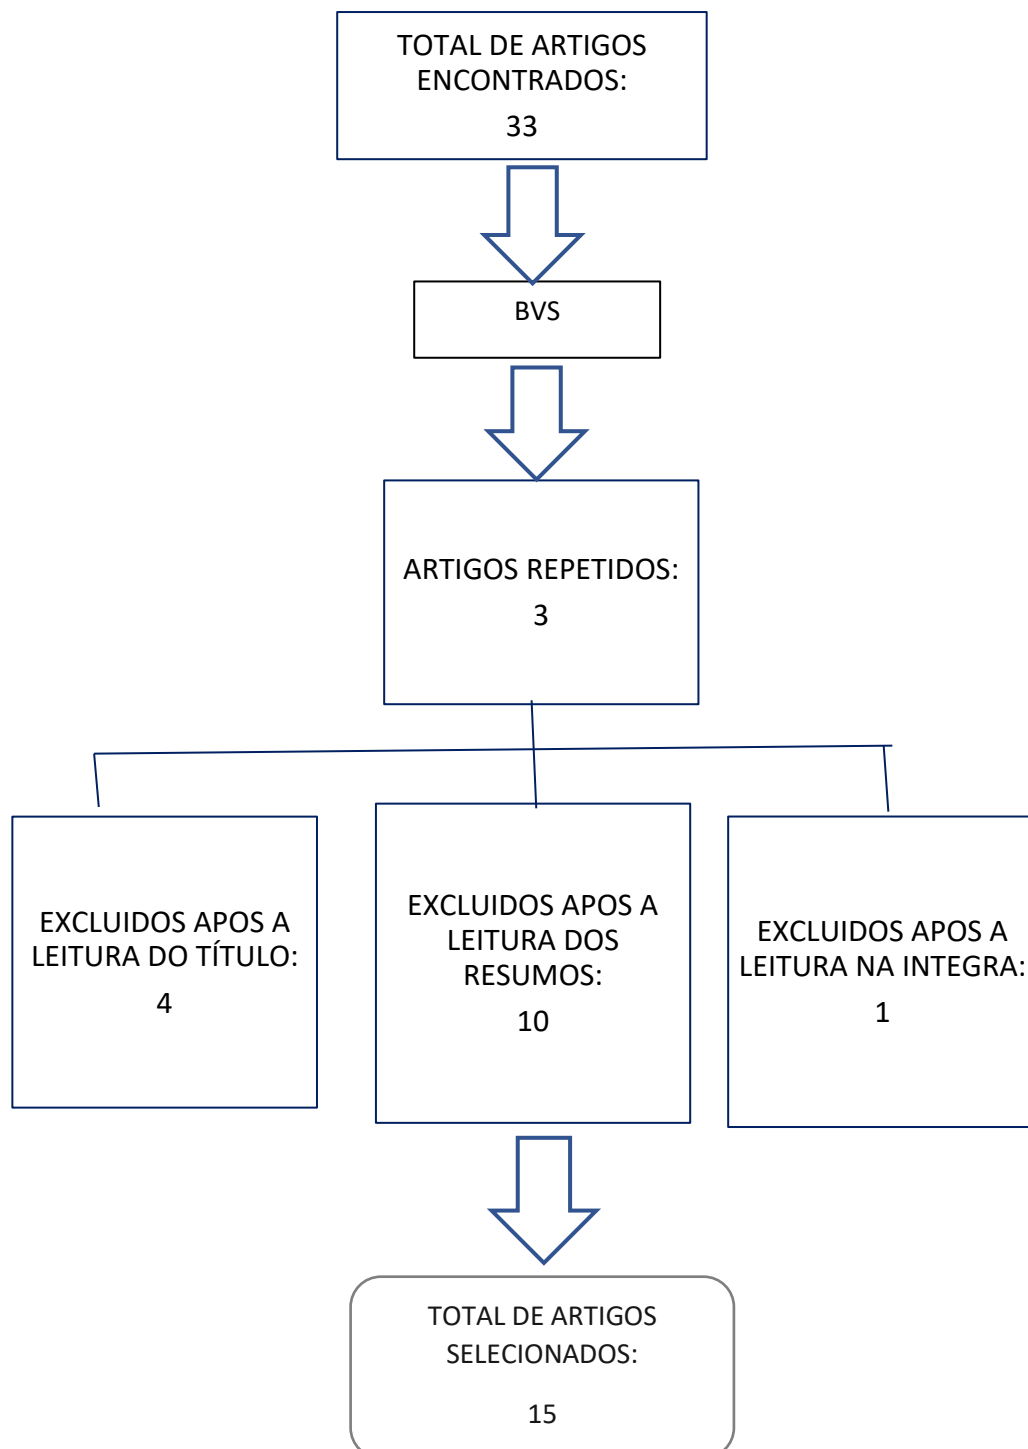 TOTAL DE ARTIGOS
ENCONTRADOS:
33
BVS
ARTIGOS REPETIDOS:
3
EXCLUIDOS APOS A
LEITURA DO TÍTULO:
4
EXCLUIDOS APOS A
LEITURA DOS
RESUMOS:
10
EXCLUIDOS APOS A
LEITURA NA INTEGRA:
1
TOTAL DE ARTIGOS
SELECIONADOS:
15